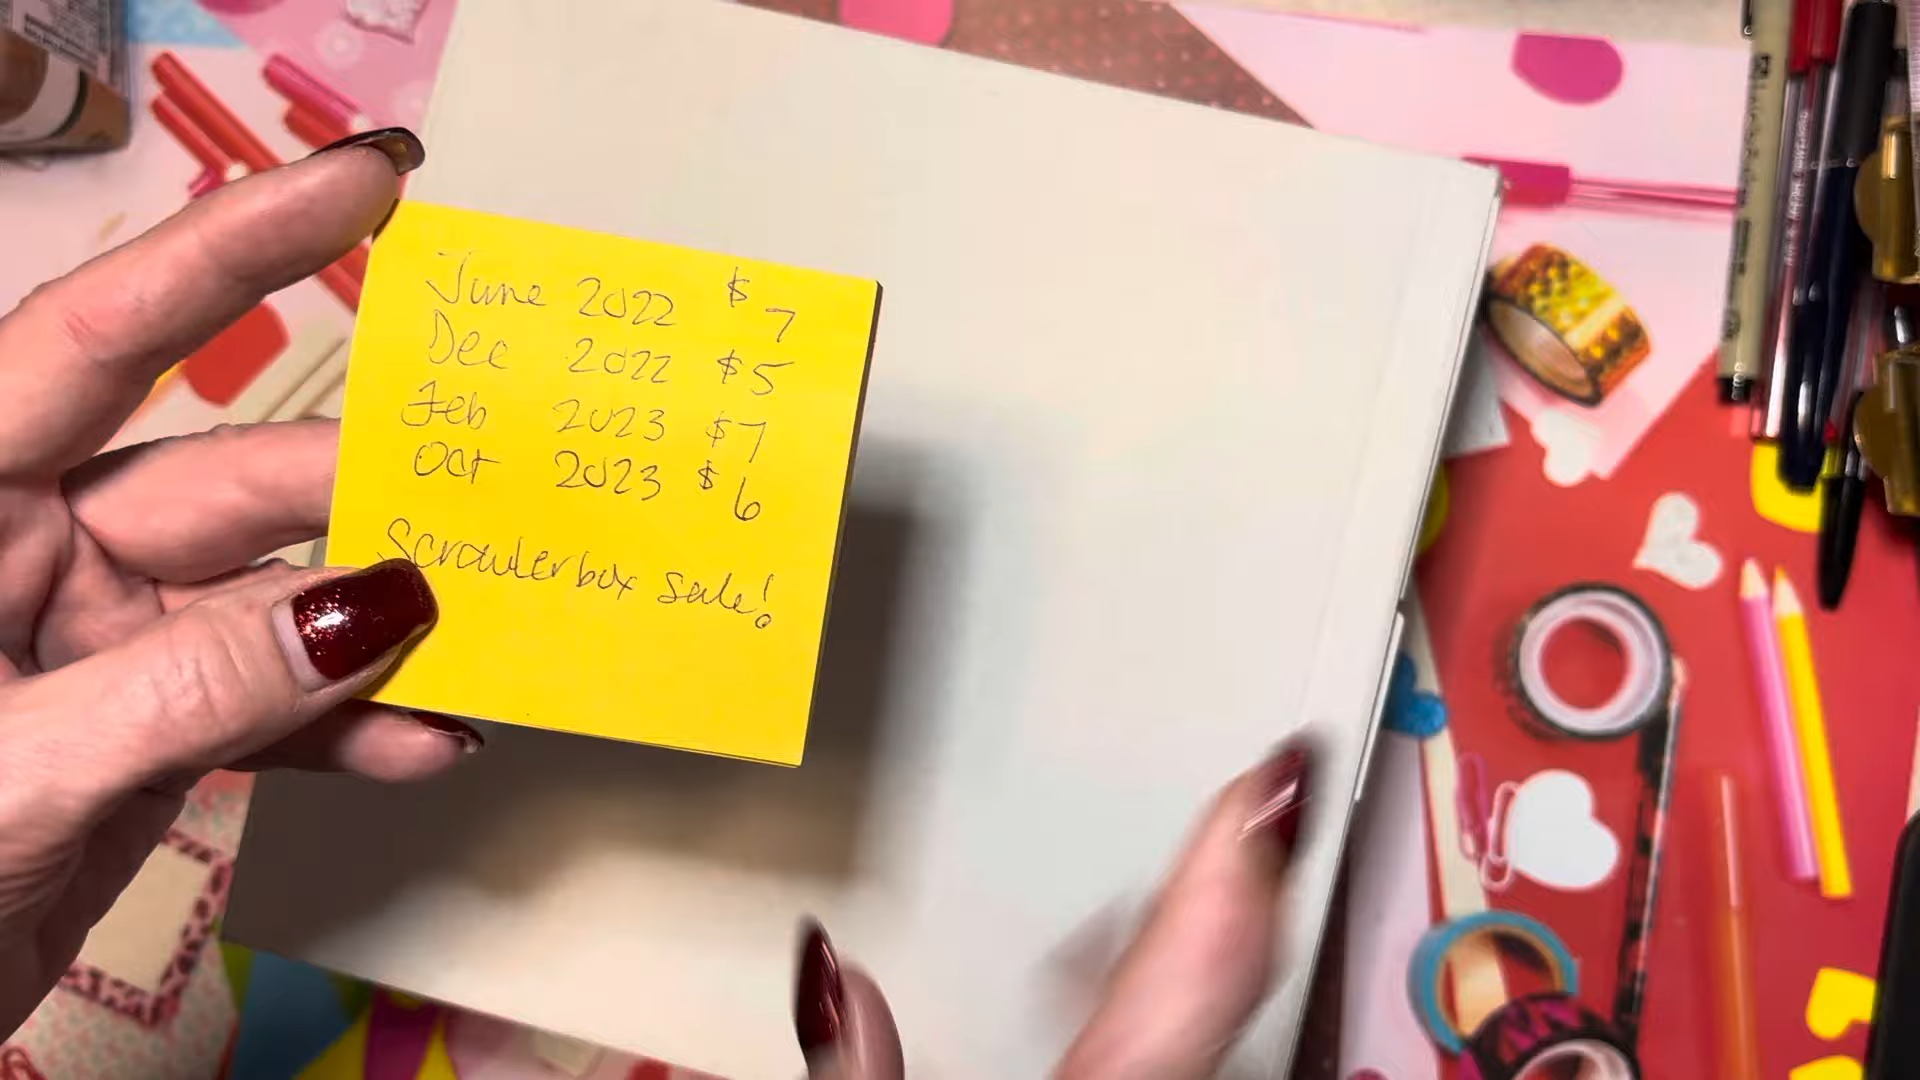 June 2022 $7
Dec 2022 $5
Feb 2023 $7
Oct 2023 $6
Scrawlerbox sale!